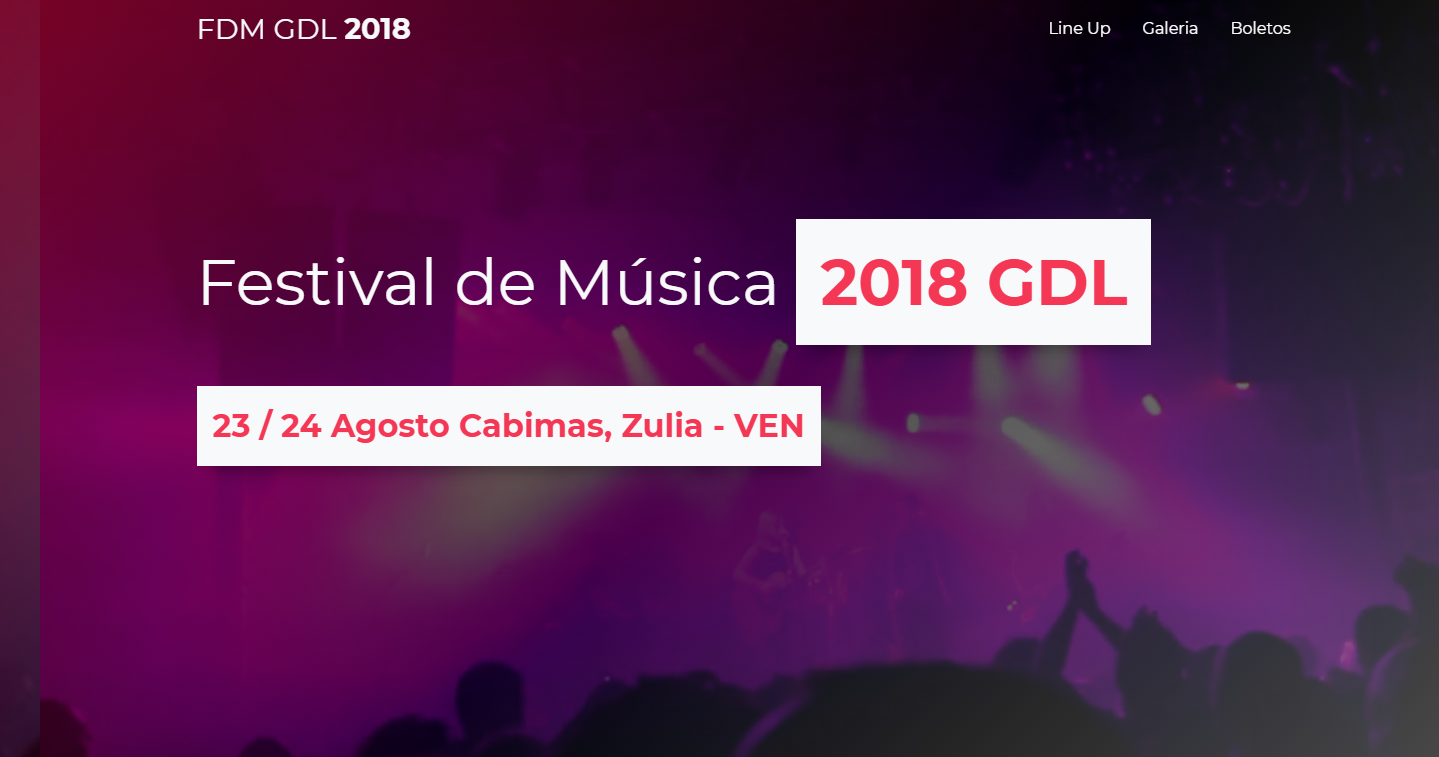 FDM GDL 2018
Line Up Galeria Boletos
Festival de Música 2018 GDL
23 / 24 Agosto Cabimas, Zulia - VEN